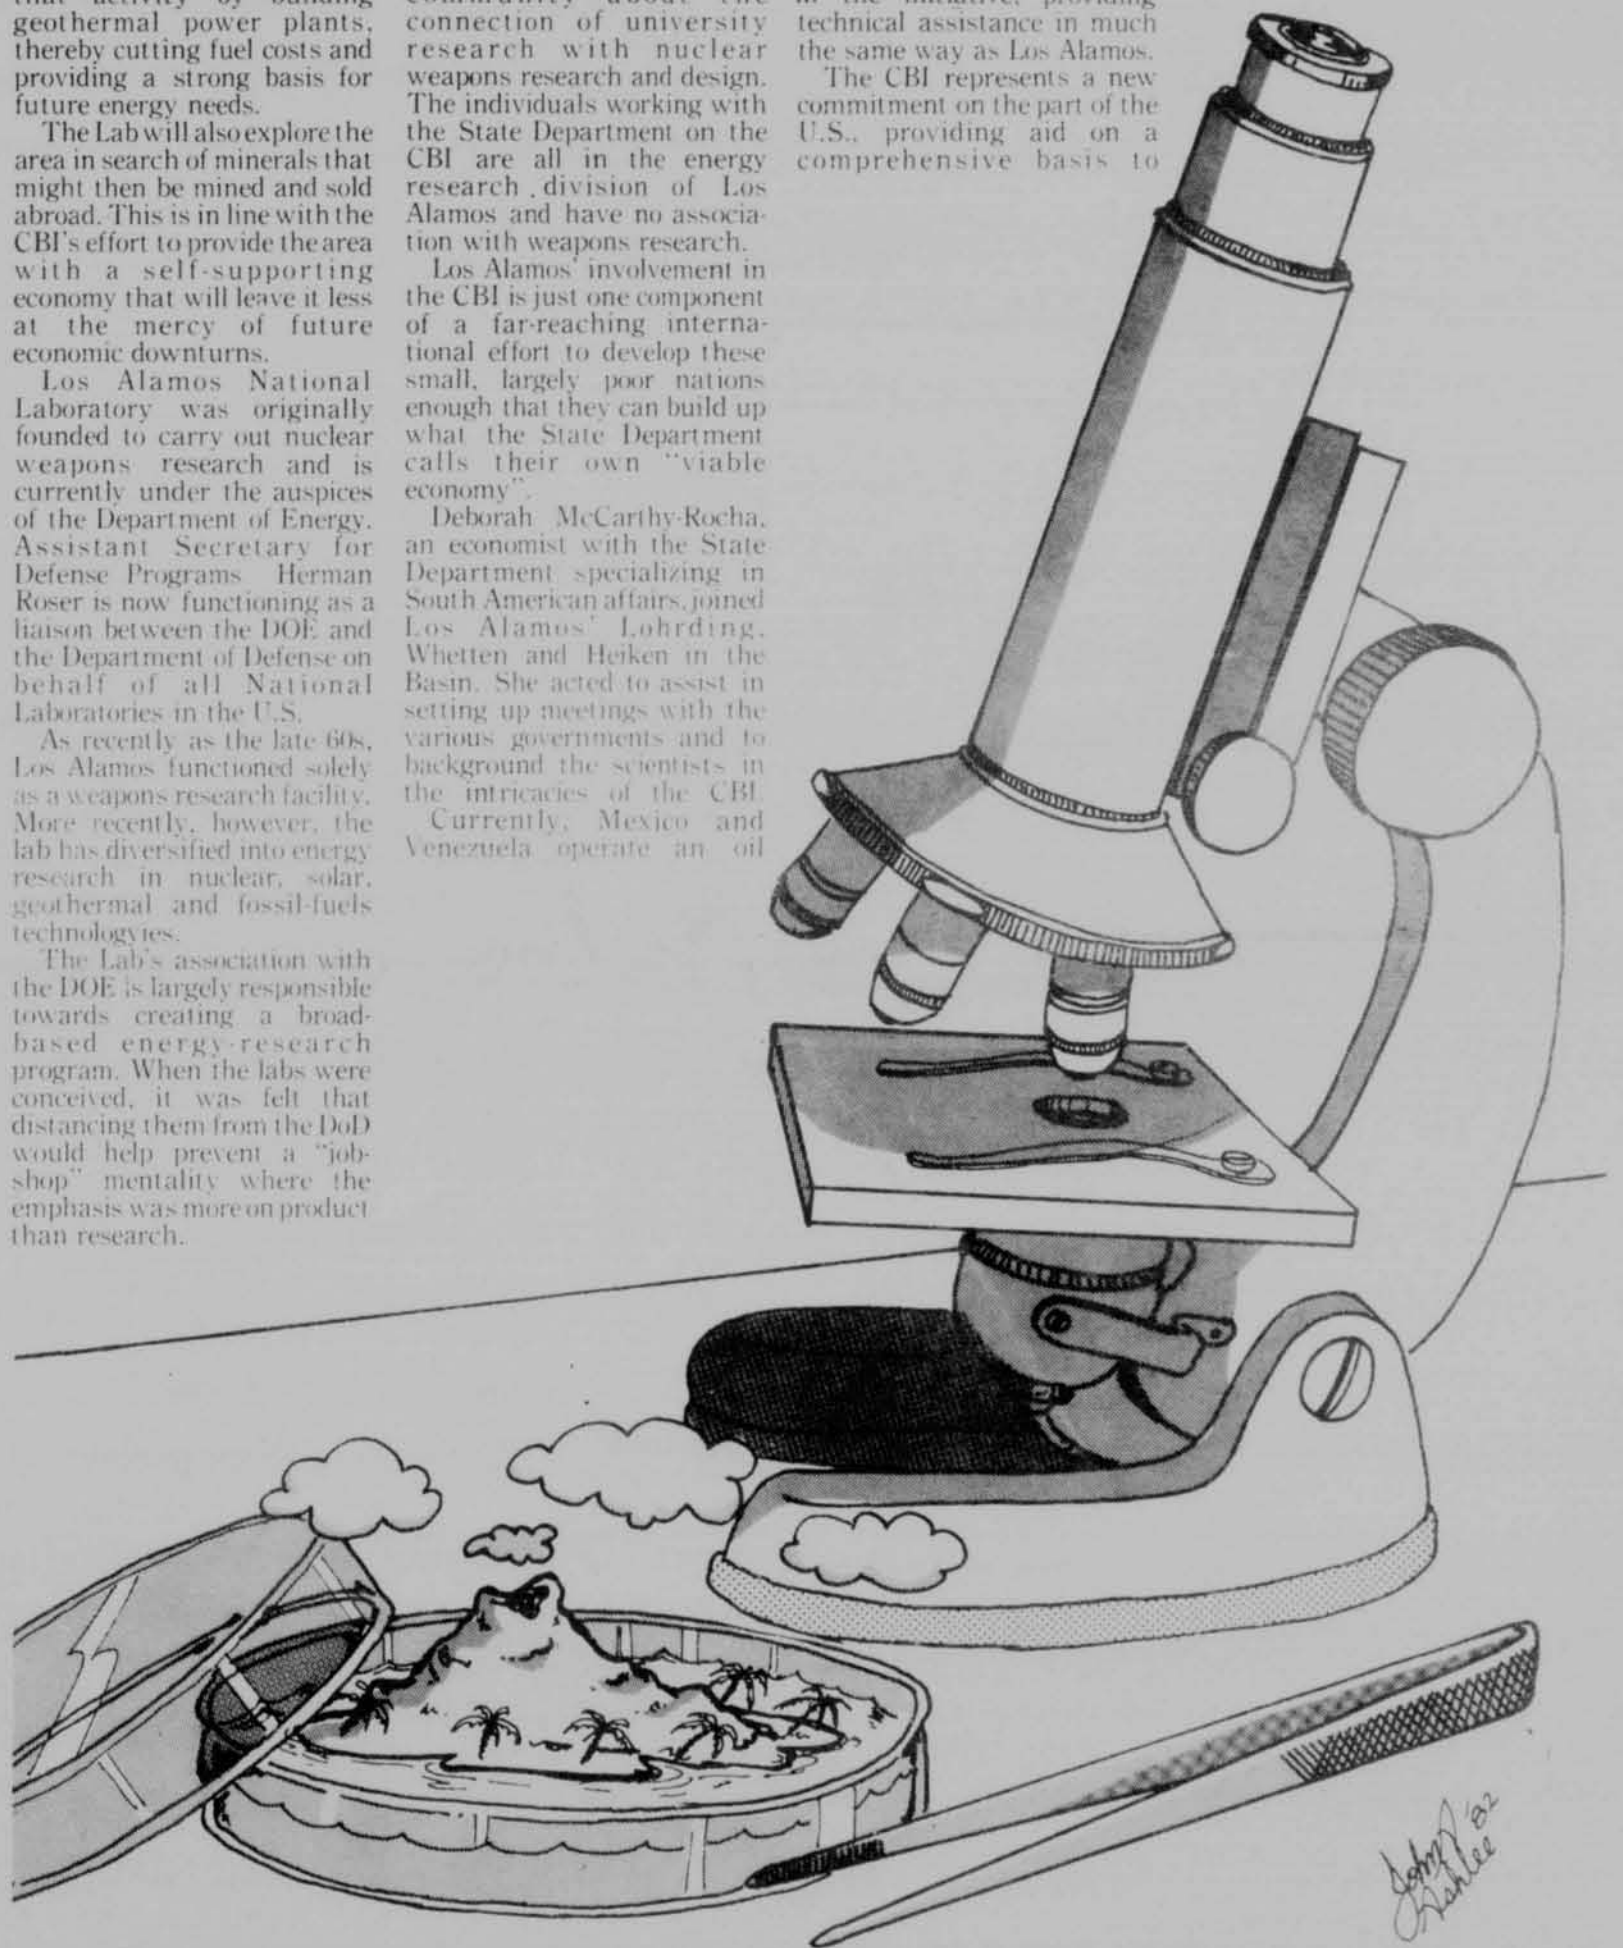 that activity by building
geothermal power plants,
thereby cutting fuel costs and
providing a strong basis for
future energy needs.
The Lab will also explore the
area in search of minerals that
might then be mined and sold
abroad. This is in line with the
CBI's effort to provide the area
with a self-supporting
economy that will leave it less
at the mercy of future
economic downturns.
Los Alamos National
Laboratory was originally
founded to carry out nuclear
weapons research and is
currently under the auspices
of the Department of Energy.
Assistant Secretary for
Defense Programs Herman
Roser is now functioning as a
liaison between the DOE and
the Department of Defense on
behalf of all National
Laboratories in the U.S.
As recently as the late 60s,
Los Alamos functioned solely
as a weapons research facility.
More recently, however, the
lab has diversified into energy
research in nuclear, solar,
geothermal and fossil-fuels
technologyies.
The Lab's association with
the DOE is largely responsible
towards creating a broad-
based energy-research
program. When the labs were
conceived, it was felt that
distancing them from the DoD
would help prevent a "job-
shop" mentality where the
emphasis was more on product
than research.
community about the
connection of university
research with nuclear
weapons research and design.
The individuals working with
the State Department on the
CBI are all in the energy
research division of Los
Alamos and have no associa-
tion with weapons research.
Los Alamos' involvement in
the CBI is just one component
of a far-reaching interna-
tional effort to develop these
small, largely poor nations
enough that they can build up
what the State Department
calls their own "viable
economy".
Deborah McCarthy-Rocha,
an economist with the State
Department specializing in
South American affairs, joined
Los Alamos' Lohrding,
Whetten and Heiken in the
Basin. She acted to assist in
setting up meetings with the
various governments and to
background the scientists in
the intricacies of the CBI.
Currently, Mexico and
Venezuela operate an oil
in the initiative, providing
technical assistance in much
the same way as Los Alamos.
The CBI represents a new
commitment on the part of the
U.S., providing aid on a
comprehensive basis to
John R '82
Ashlee